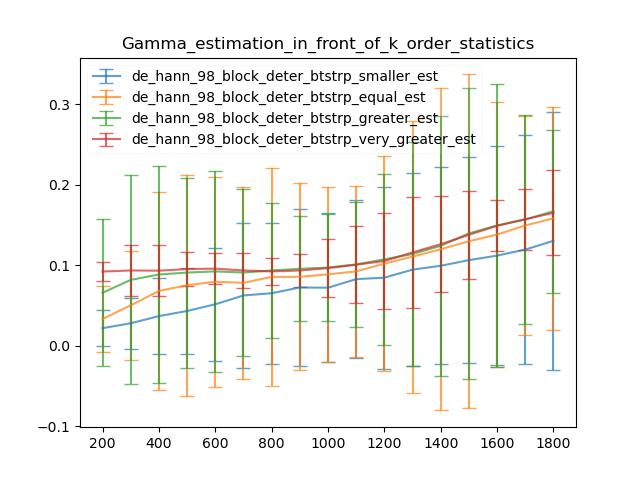 Gamma_estimation_in_front_of_k_order_statistics
de_hann_98_block_deter_btstrp_smaller_est
de_hann_98_block_deter_btstrp_equal_est
de_hann_98_block_deter_btstrp_greater_est
de_hann_98_block_deter_btstrp_very_greater_est
0.3
0.2
0.1
0.0
−0.1
200 400 600 800 1000 1200 1400 1600 1800